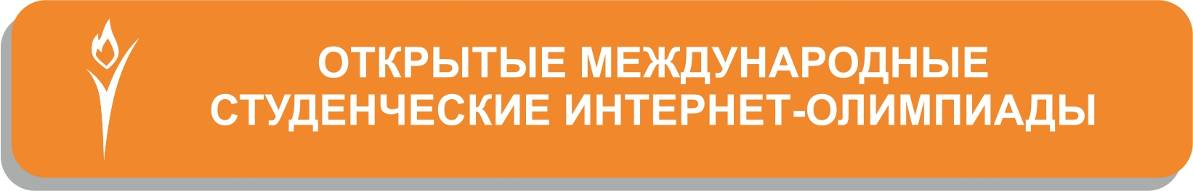 ОТКРЫТЫЕ МЕЖДУНАРОДНЫЕ
СТУДЕНЧЕСКИЕ ИНТЕРНЕТ-ОЛИМПИАДЫ